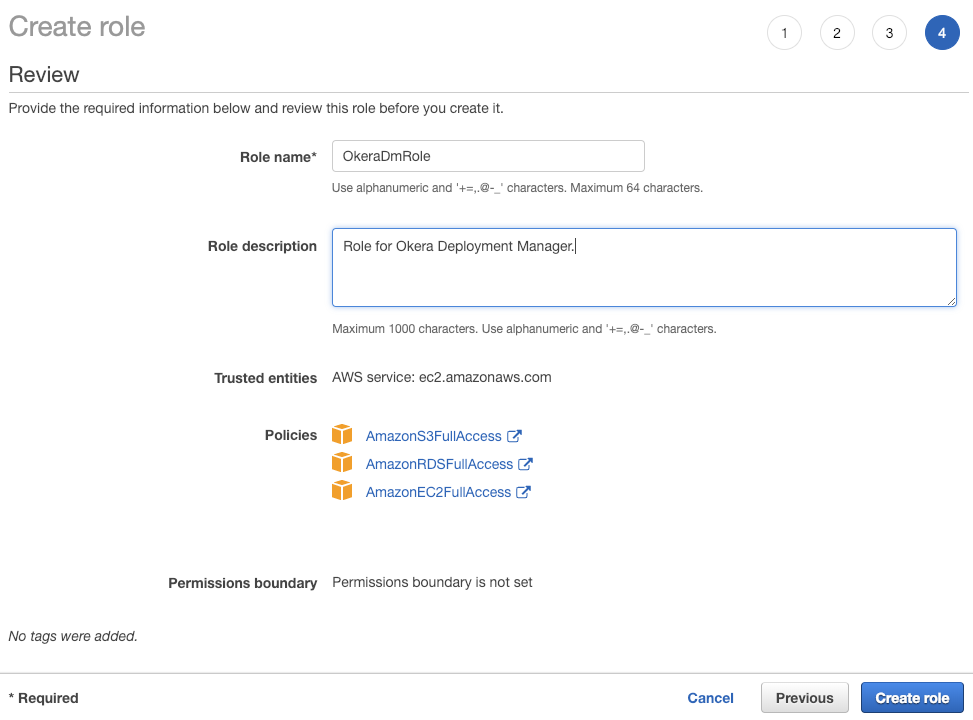 Create role
1 2 3 4
Review
Provide the required information below and review this role before you create it.
Role name* OkeraDmRole
Use alphanumeric and '+=,.@-_' characters. Maximum 64 characters.
Role description Role for Okera Deployment Manager.
Maximum 1000 characters. Use alphanumeric and '+=,.@-_' characters.
Trusted entities AWS service: ec2.amazonaws.com
Policies AmazonS3FullAccess
AmazonRDSFullAccess
AmazonEC2FullAccess
Permissions boundary Permissions boundary is not set
No tags were added.
* Required Cancel Previous Create role